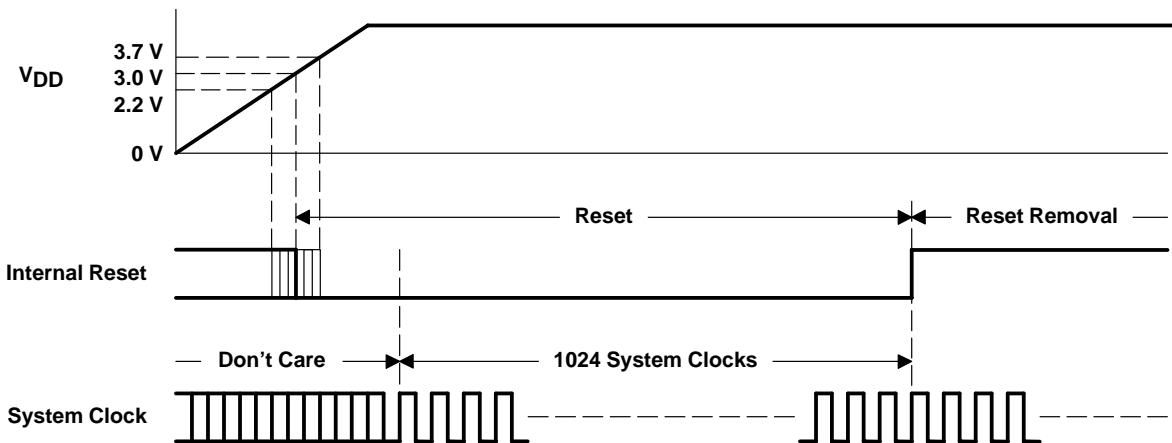 3.7 V
VDD
3.0 V
2.2 V
0 V
Reset
Reset Removal
Internal Reset
Don't Care
1024 System Clocks
System Clock